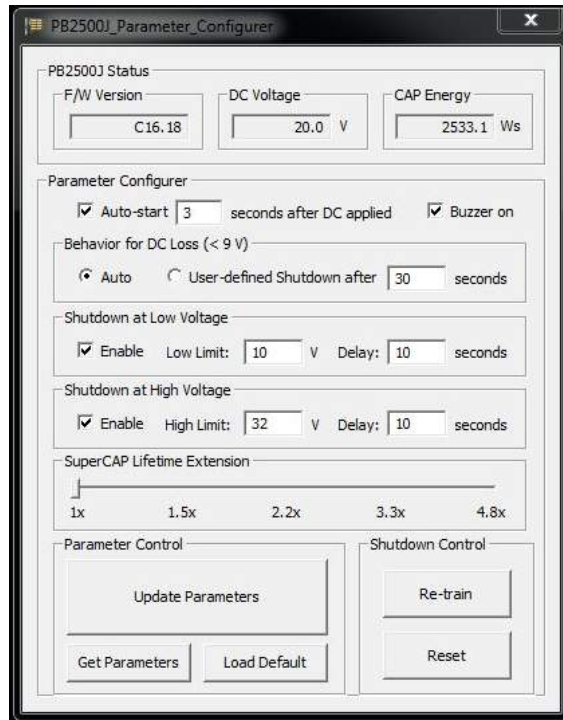 PB2500J_Parameter_Configurer
x
PB2500J Status
F/W Version
DC Voltage
CAP Energy
C16.18
20.0 V
2533.1 Ws
Parameter Configurer
Auto-start 3 seconds after DC applied
Buzzer on
Behavior for DC Loss (< 9 V)
Auto
User-defined Shutdown after 30 seconds
Shutdown at Low Voltage
Enable Low Limit: 10 V Delay: 10 seconds
Shutdown at High Voltage
Enable High Limit: 32 V Delay: 10 seconds
SuperCAP Lifetime Extension
1x 1.5x 2.2x 3.3x 4.8x
Parameter Control
Shutdown Control
Update Parameters
Re-train
Get Parameters
Load Default
Reset